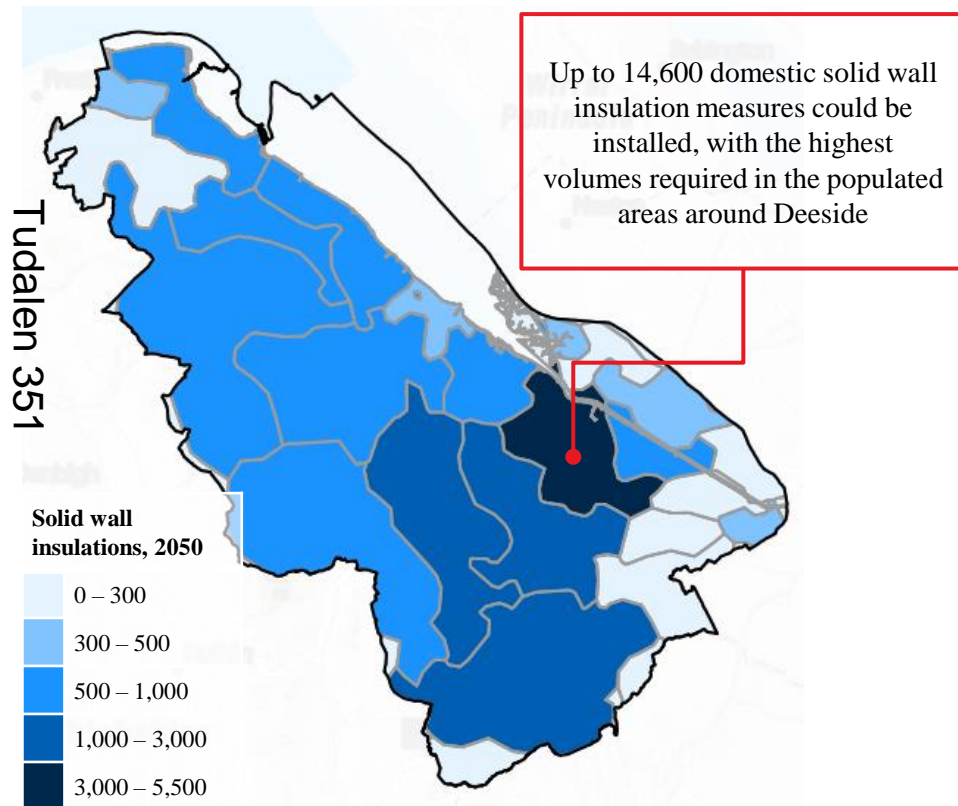 Up to 14,600 domestic solid wall
insulation measures could be
installed, with the highest
volumes required in the populated
areas around Deeside
Tudalen 351
Solid wall
insulations, 2050
0 – 300
300 – 500
500 – 1,000
1,000 – 3,000
3,000 – 5,500